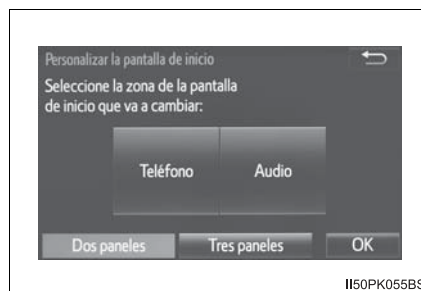 Personalizar la pantalla de inicio
Seleccione la zona de la pantalla
de inicio que va a cambiar:
Teléfono Audio
Dos paneles Tres paneles OK
II50PK055BS